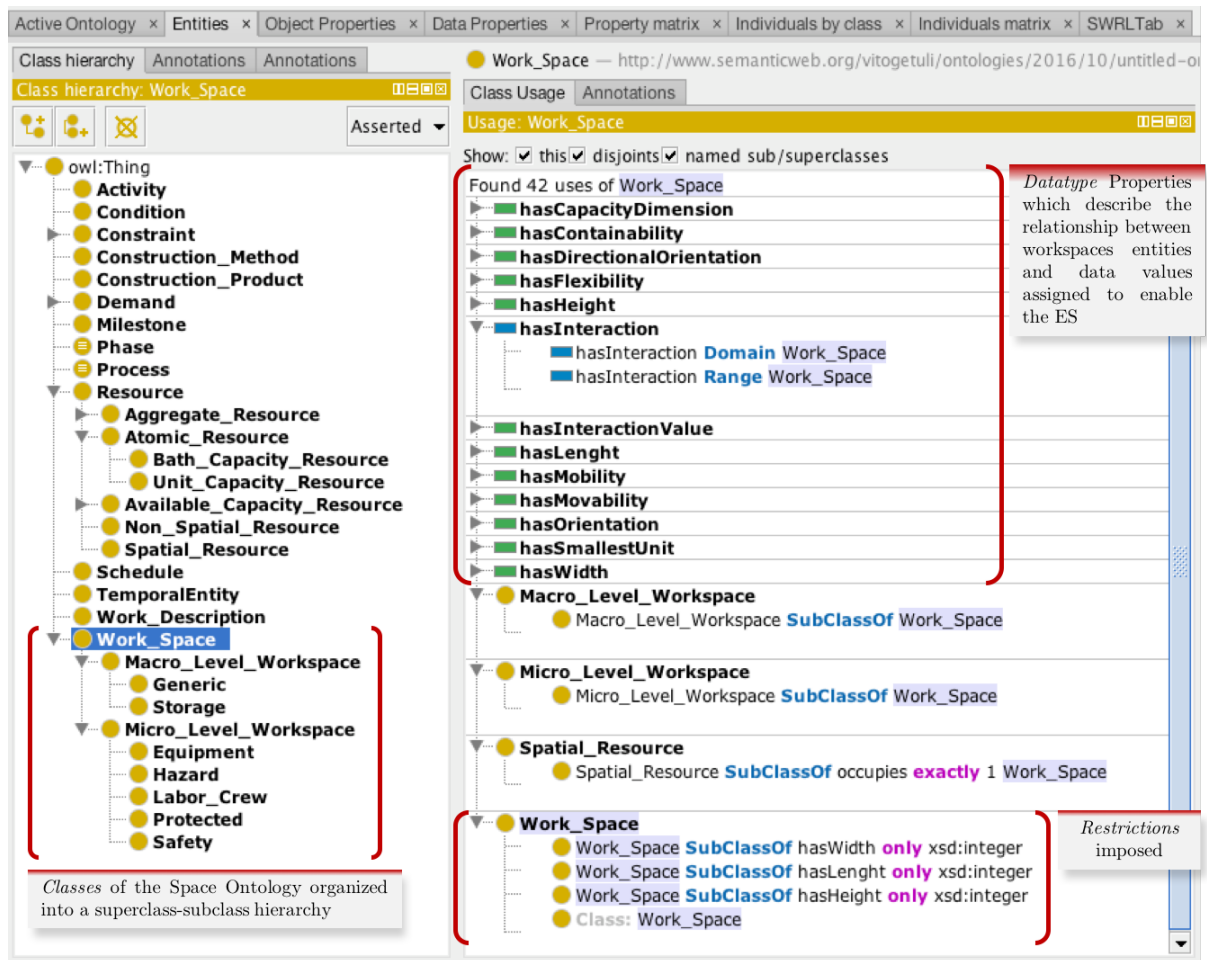 Active Ontology × Entities × Object Properties × Data Properties × Property matrix × Individuals by class × Individuals matrix × SWRLTab ×
Class hierarchy Annotations Annotations
Class hierarchy: Work_Space
Asserted
owl:Thing
Activity
Condition
Constraint
Construction_Method
Construction_Product
Demand
Milestone
Phase
Process
Resource
Aggregate_Resource
Atomic_Resource
Bath_Capacity_Resource
Unit_Capacity_Resource
Available_Capacity_Resource
Non_Spatial_Resource
Spatial_Resource
Schedule
TemporalEntity
Work_Description
Work_Space
Macro_Level_Workspace
Generic
Storage
Micro_Level_Workspace
Equipment
Hazard
Labor_Crew
Protected
Safety
Classes of the Space Ontology organized
into a superclass-subclass hierarchy
Work_Space — http://www.semanticweb.org/vitogetuli/ontologies/2016/10/untitled-o
Class Usage Annotations
Usage: Work_Space
Show: this disjoints named sub/superclasses
Found 42 uses of Work_Space
hasCapacityDimension
hasContainability
hasDirectionalOrientation
hasFlexibility
hasHeight
hasInteraction
hasInteraction Domain Work_Space
hasInteraction Range Work_Space
hasInteractionValue
hasLenght
hasMobility
hasMovability
hasOrientation
hasSmallestUnit
hasWidth
Macro_Level_Workspace
Macro_Level_Workspace SubClassOf Work_Space
Micro_Level_Workspace
Micro_Level_Workspace SubClassOf Work_Space
Spatial_Resource
Spatial_Resource SubClassOf occupies exactly 1 Work_Space
Work_Space
Work_Space SubClassOf hasWidth only xsd:integer
Work_Space SubClassOf hasLenght only xsd:integer
Work_Space SubClassOf hasHeight only xsd:integer
Class: Work_Space
Datatype Properties
which describe the
relationship between
workspaces entities
and data values
assigned to enable
the ES
Restrictions
imposed